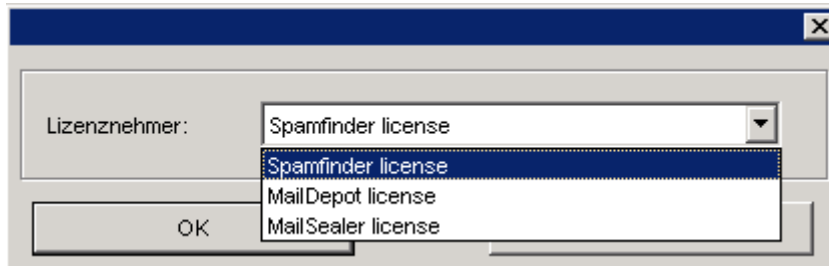 Lizenznehmer: Spamfinder license
Spamfinder license
MailDepot license
MailSealer license
OK